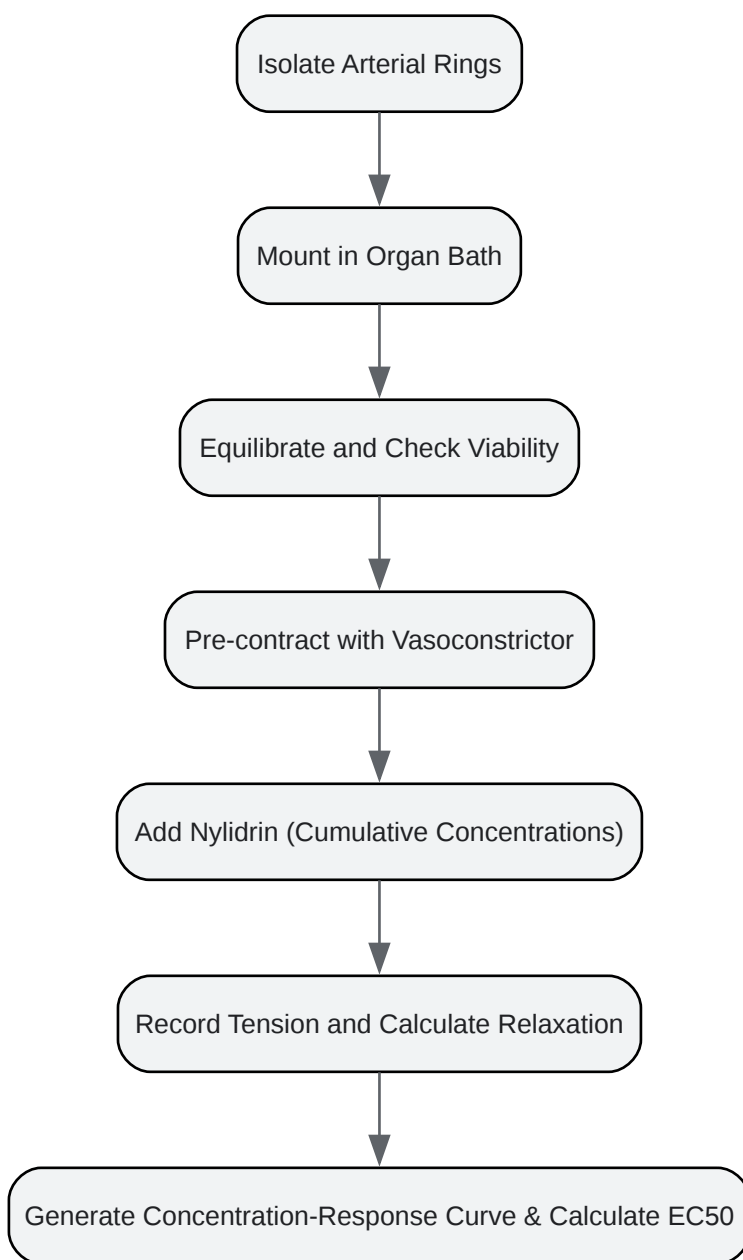 Isolate Arterial Rings
Mount in Organ Bath
Equilibrate and Check Viability
Pre-contract with Vasoconstrictor
Add Nylidrin (Cumulative Concentrations)
Record Tension and Calculate Relaxation
Generate Concentration-Response Curve & Calculate EC50